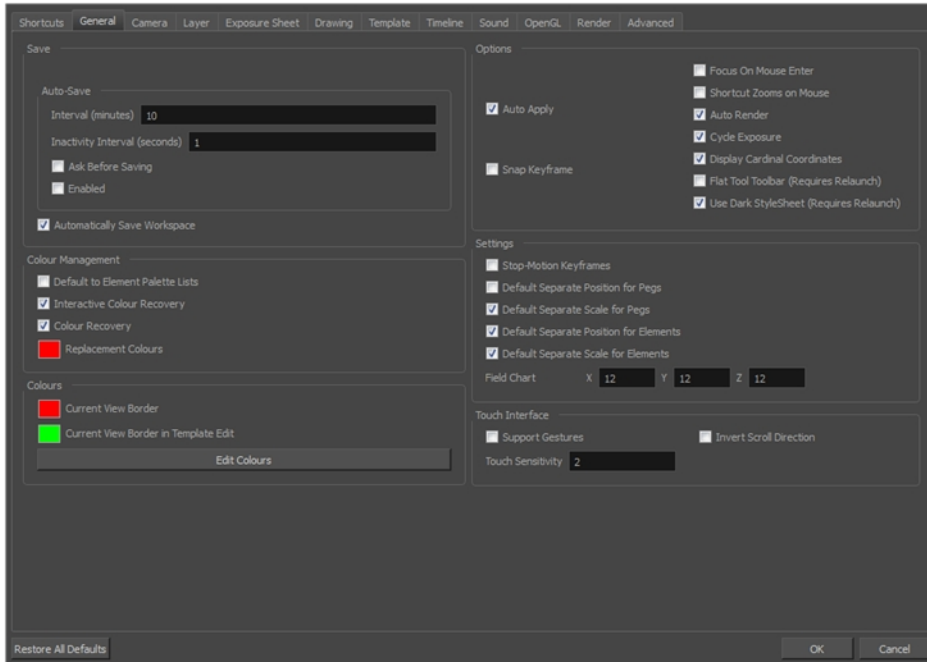 Shortcuts General Camera Layer Exposure Sheet Drawing Template Timeline Sound OpenGL Render Advanced
Save
Auto-Save
Interval (minutes) 10
Inactivity Interval (seconds) 1
Ask Before Saving
Enabled
Automatically Save Workspace
Colour Management
Default to Element Palette Lists
Interactive Colour Recovery
Colour Recovery
Replacement Colours
Colours
Current View Border
Current View Border in Template Edit
Edit Colours
Options
Auto Apply
Snap Keyframe
Focus On Mouse Enter
Shortcut Zooms on Mouse
Auto Render
Cycle Exposure
Display Cardinal Coordinates
Flat Tool Toolbar (Requires Relaunch)
Use Dark StyleSheet (Requires Relaunch)
Settings
Stop-Motion Keyframes
Default Separate Position for Pegs
Default Separate Scale for Pegs
Default Separate Position for Elements
Default Separate Scale for Elements
Field Chart X 12 Y 12 Z 12
Touch Interface
Support Gestures Invert Scroll Direction
Touch Sensitivity 2
Restore All Defaults OK Cancel